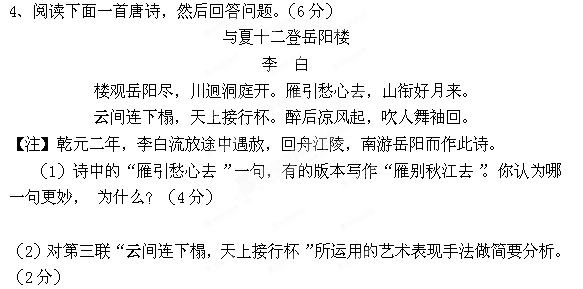 4、阅读下面一首唐诗，然后回答问题。（6分）
与夏十二登岳阳楼
李 白
楼观岳阳尽，川迥洞庭开。雁引愁心去，山衔好月来。
云间连下榻，天上接行杯。醉后凉风起，吹人舞袖回。
【注】乾元二年，李白流放途中遇赦，回舟江陵，南游岳阳而作此诗。
（1）诗中的“雁引愁心去 ”一句，有的版本写作“雁别秋江去 ”。你认为哪
一句更妙， 为什么？（4分）
（2）对第三联“云间连下榻，天上接行杯 ”所运用的艺术表现手法做简要分析。
（2分）